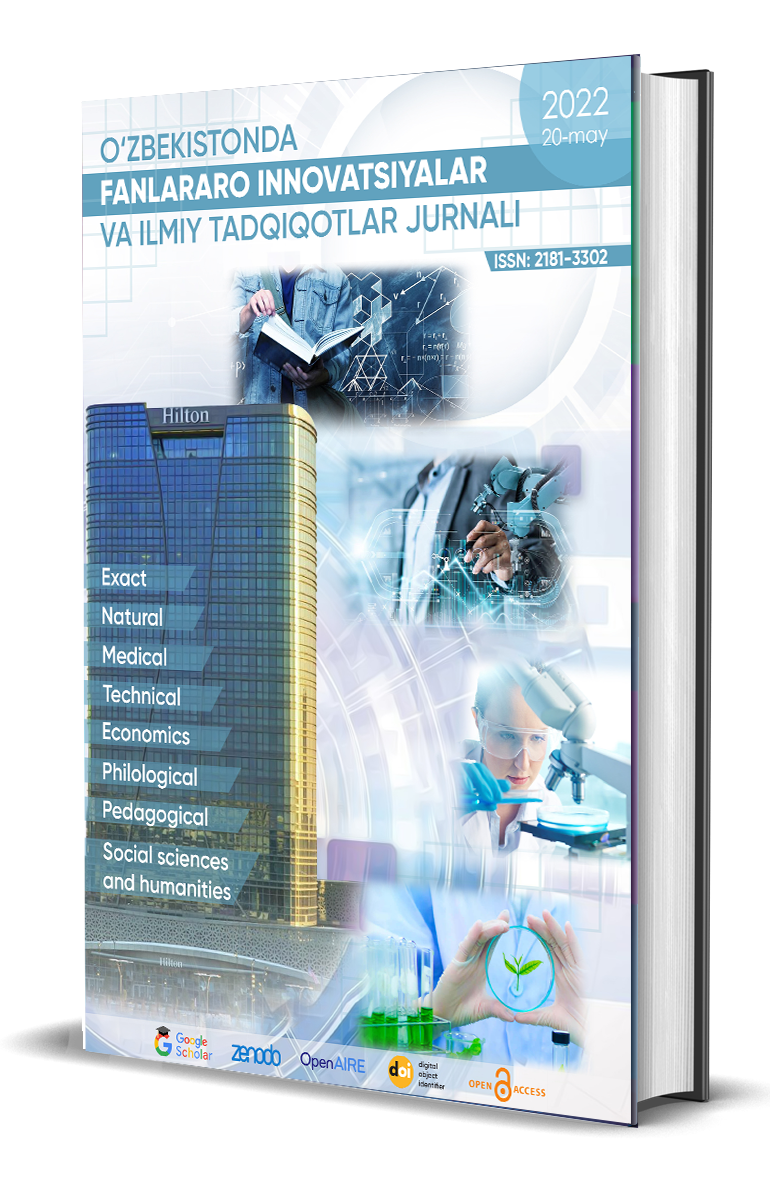 2022
20-may
O‘ZBEKISTONDA
FANLARARO INNOVATSIYALAR
VA ILMIY TADQIQOTLAR JURNALI
ISSN: 2181-3302
Hilton
Exact
Natural
Medical
Technical
Economics
Philological
Pedagogical
Social sciences
and humanities
Hilton
Google
Scholar
zenodo
OpenAIRE
doi
digital
object
identifier
OPEN ACCESS